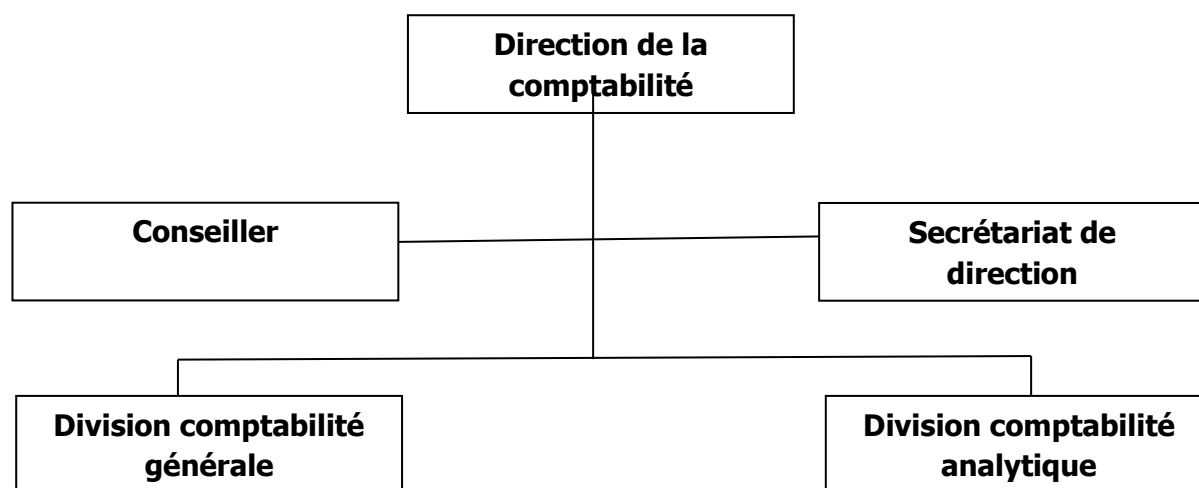 Direction de la
comptabilité
Conseiller
Secrétariat de
direction
Division comptabilité
générale
Division comptabilité
analytique